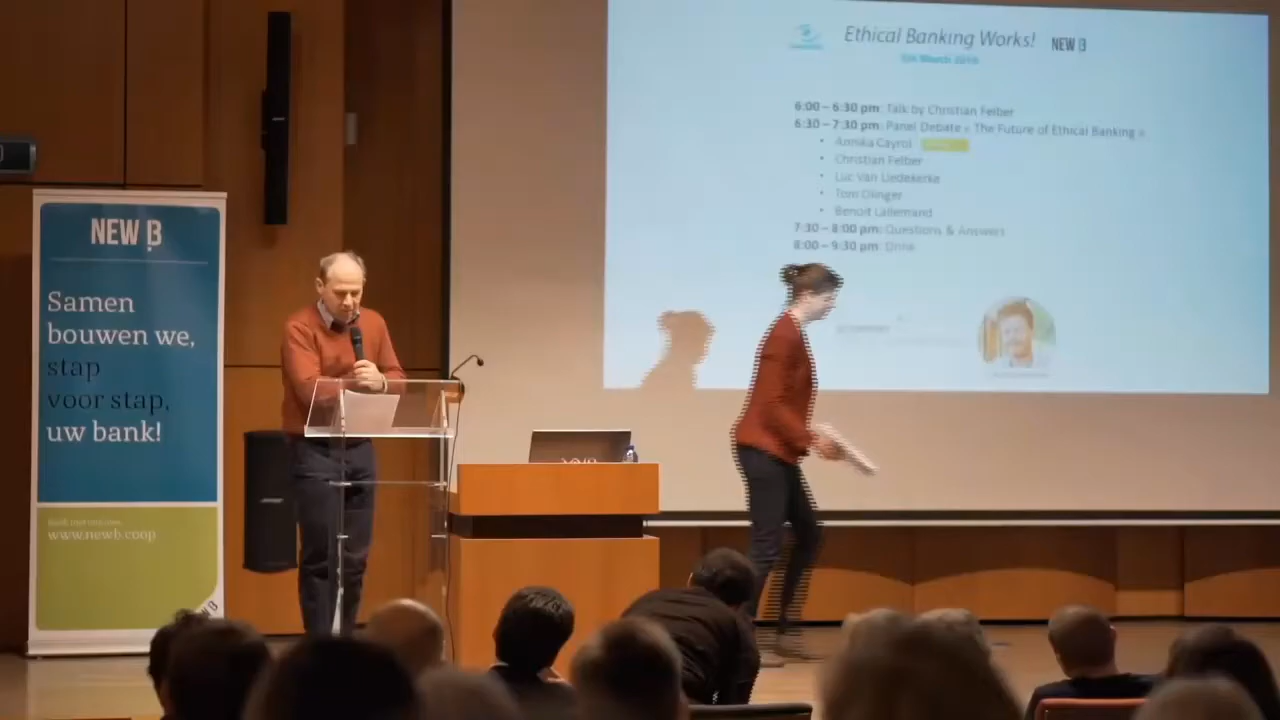 NEW B
Samen
bouwen we,
stap
voor stap,
uw bank!
www.newb.coop
Ethical Banking Works! NEW B
6:00 – 6:30 pm: Talk by Christian Felber
6:30 – 7:30 pm: Panel Debate « The Future of Ethical Banking »
• Annika Cayrol
• Christian Felber
• Luc Van Liedekerke
• Tom Olinger
• Benoit Lallemand
7:30 – 8:00 pm: Questions & Answers
8:00 – 9:30 pm: Drink